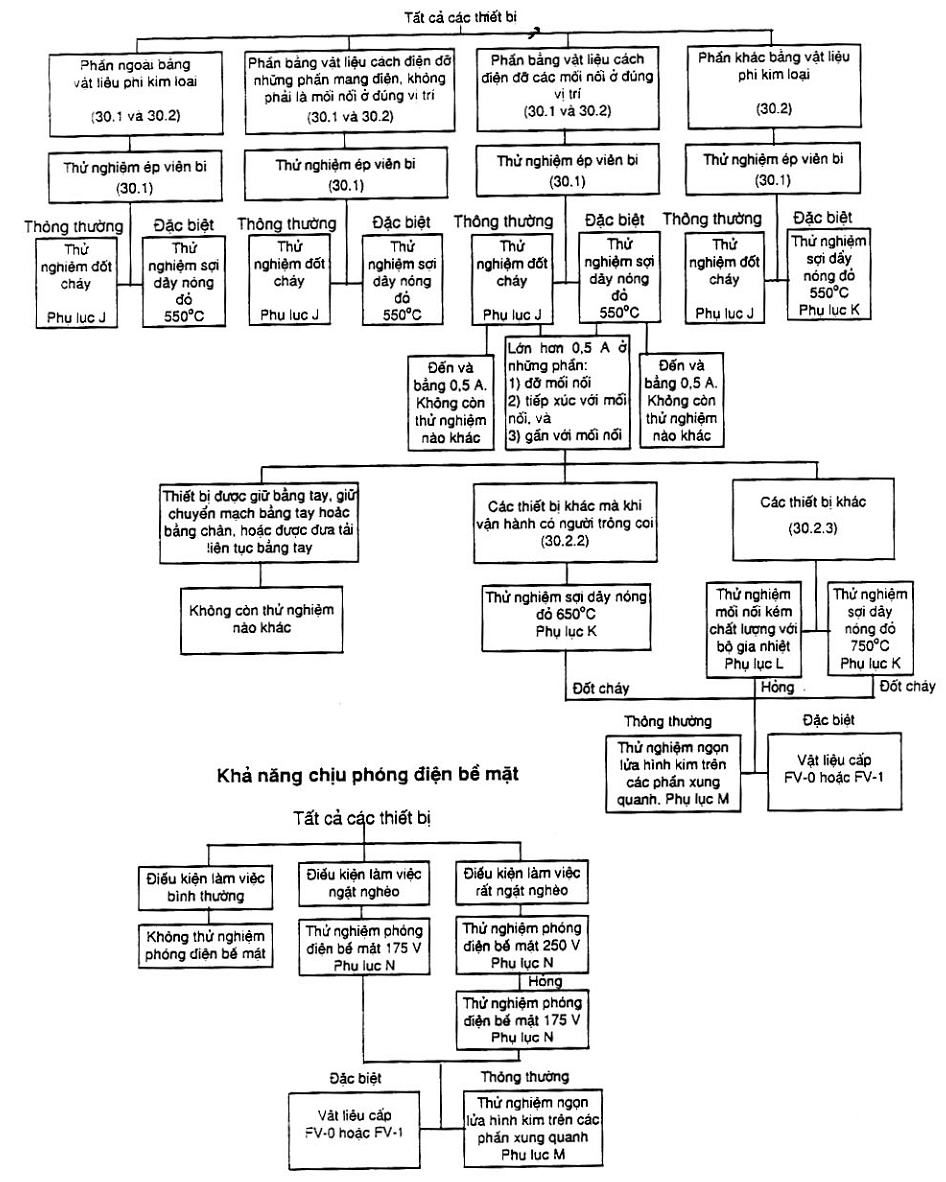 Tất cả các thiết bị
Phần ngoài bằng
vật liệu phi kim loại
(30.1 và 30.2)
Phần bằng vật liệu cách điện đỡ
những phần mang điện, không
phải là mối nối ở đúng vị trí
(30.1 và 30.2)
Phần bằng vật liệu cách
điện đỡ các mối nối ở đúng
vị trí
(30.1 và 30.2)
Phần khác bằng vật liệu
phi kim loại
(30.2)
Thử nghiệm ép viên bi
(30.1)
Thử nghiệm ép viên bi
(30.1)
Thử nghiệm ép viên bi
(30.1)
Thử nghiệm ép viên bi
(30.1)
Thông thường
Đặc biệt
Thông thường
Đặc biệt
Thông thường
Đặc biệt
Thông thường
Đặc biệt
Thử
nghiệm đốt
cháy
Phụ lục J
Thử
nghiệm sợi
dây nóng
đỏ
550°C
Thử
nghiệm đốt
cháy
Phụ lục J
Thử
nghiệm sợi
dây nóng
đỏ
550°C
Thử
nghiệm đốt
cháy
Phụ lục J
Thử
nghiệm sợi
dây nóng
đỏ
550°C
Thử
nghiệm đốt
cháy
Phụ lục J
Thử nghiệm
sợi dây
nóng đỏ
550°C
Phụ lục K
Đến và
bằng 0,5 A.
Không còn
thử nghiệm
nào khác
Lớn hơn 0,5 A ở
những phần:
1) đỡ mối nối
2) tiếp xúc với mối
nối, và
3) gần với mối nối
Đến và
bằng 0,5 A.
Không còn
thử nghiệm
nào khác
Thiết bị được giữ bằng tay, giữ
chuyển mạch bằng tay hoặc
bằng chân, hoặc được đưa tải
liên tục bằng tay
Các thiết bị khác mà khi
vận hành có người trông coi
(30.2.2)
Các thiết bị khác
(30.2.3)
Không còn thử nghiệm
nào khác
Thử nghiệm sợi dây nóng
đỏ 650°C
Phụ lục K
Thử nghiệm
mối nối kém
chất lượng với
bộ gia nhiệt
Phụ lục L
Thử nghiệm
sợi dây
nóng đỏ
750°C
Phụ lục K
Đốt cháy
Hỏng
Đốt cháy
Thông thường
Đặc biệt
Thử nghiệm ngọn
lửa hình kim trên
các phần xung
quanh. Phụ lục M
Vật liệu cấp
FV-0 hoặc FV-1
Khả năng chịu phóng điện bề mặt
Tất cả các thiết bị
Điều kiện làm việc
bình thường
Điều kiện làm việc
ngặt nghèo
Điều kiện làm việc
rất ngặt nghèo
Không thử nghiệm
phóng điện bề mặt
Thử nghiệm phóng
điện bề mặt 175 V
Phụ lục N
Thử nghiệm phóng
điện bề mặt 250 V
Phụ lục N
Hỏng
Thử nghiệm phóng
điện bề mặt 175 V
Phụ lục N
Đặc biệt
Thông thường
Vật liệu cấp
FV-0 hoặc FV-1
Thử nghiệm ngọn
lửa hình kim trên các
phần xung quanh
Phụ lục M